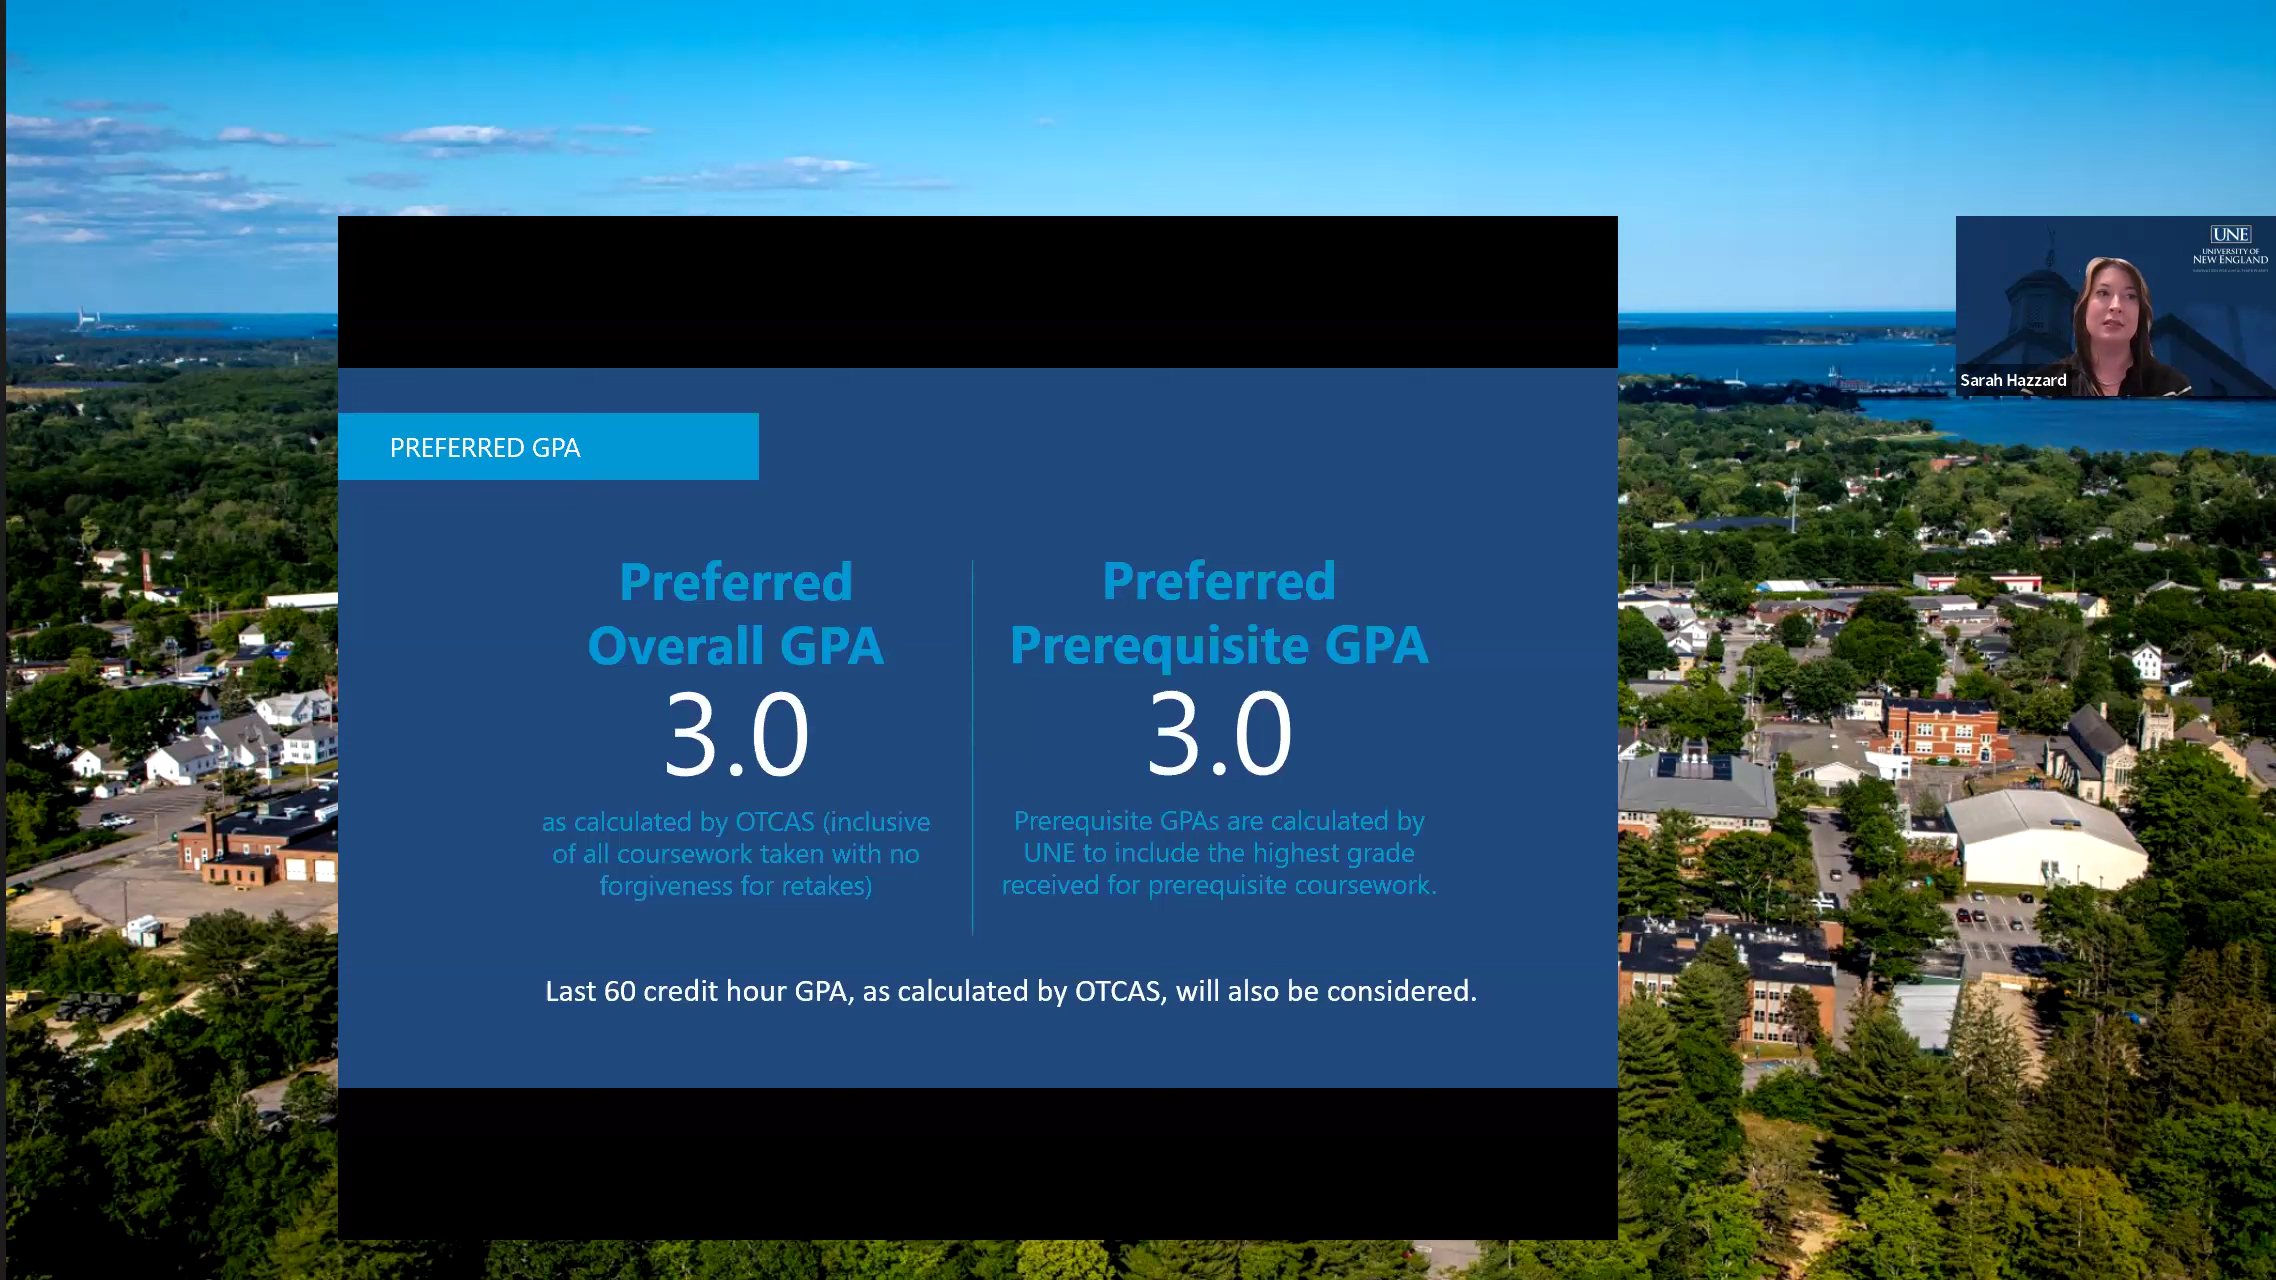 PREFERRED GPA
Preferred
Overall GPA
3.0
as calculated by OTCAS (inclusive
of all coursework taken with no
forgiveness for retakes)
Preferred
Prerequisite GPA
3.0
Prerequisite GPAs are calculated by
UNE to include the highest grade
received for prerequisite coursework.
Last 60 credit hour GPA, as calculated by OTCAS, will also be considered.
UNE
UNIVERSITY OF
NEW ENGLAND
Sarah Hazzard